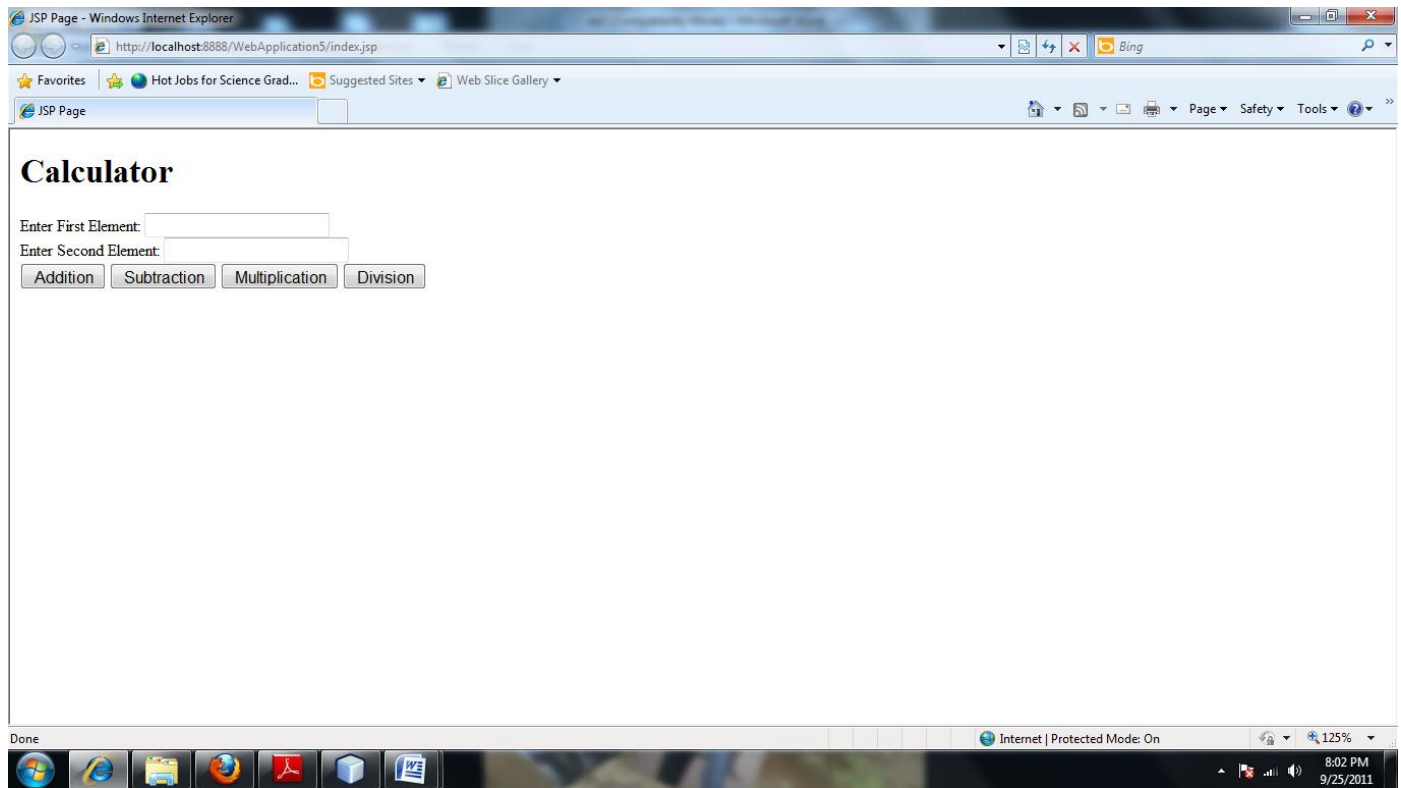 JSP Page - Windows Internet Explorer
http://localhost:8888/WebApplication5/index.jsp
Bing
Favorites Hot Jobs for Science Grad... Suggested Sites Web Slice Gallery
JSP Page
Page Safety Tools »
Calculator
Enter First Element:
Enter Second Element:
Addition Subtraction Multiplication Division
Done
Internet | Protected Mode: On
125%
8:02 PM
9/25/2011